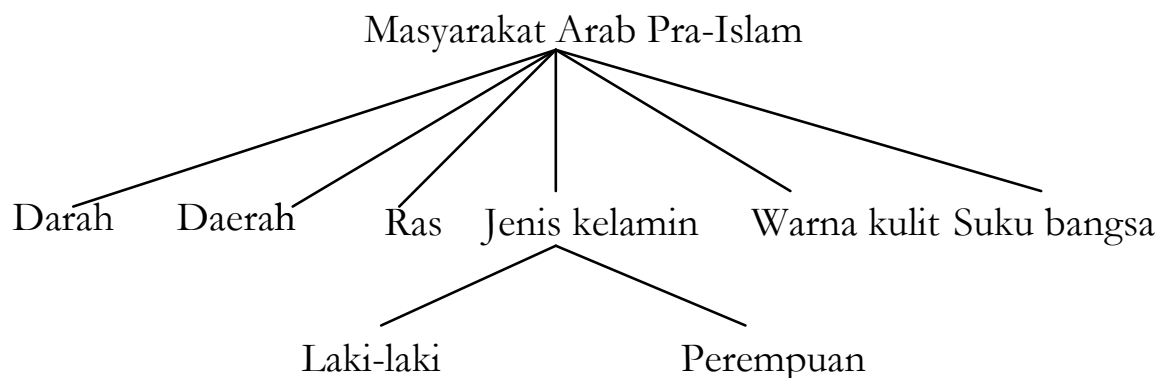 Masyarakat Arab Pra-Islam
Darah Daerah Ras Jenis kelamin Warna kulit Suku bangsa
Laki-laki Perempuan